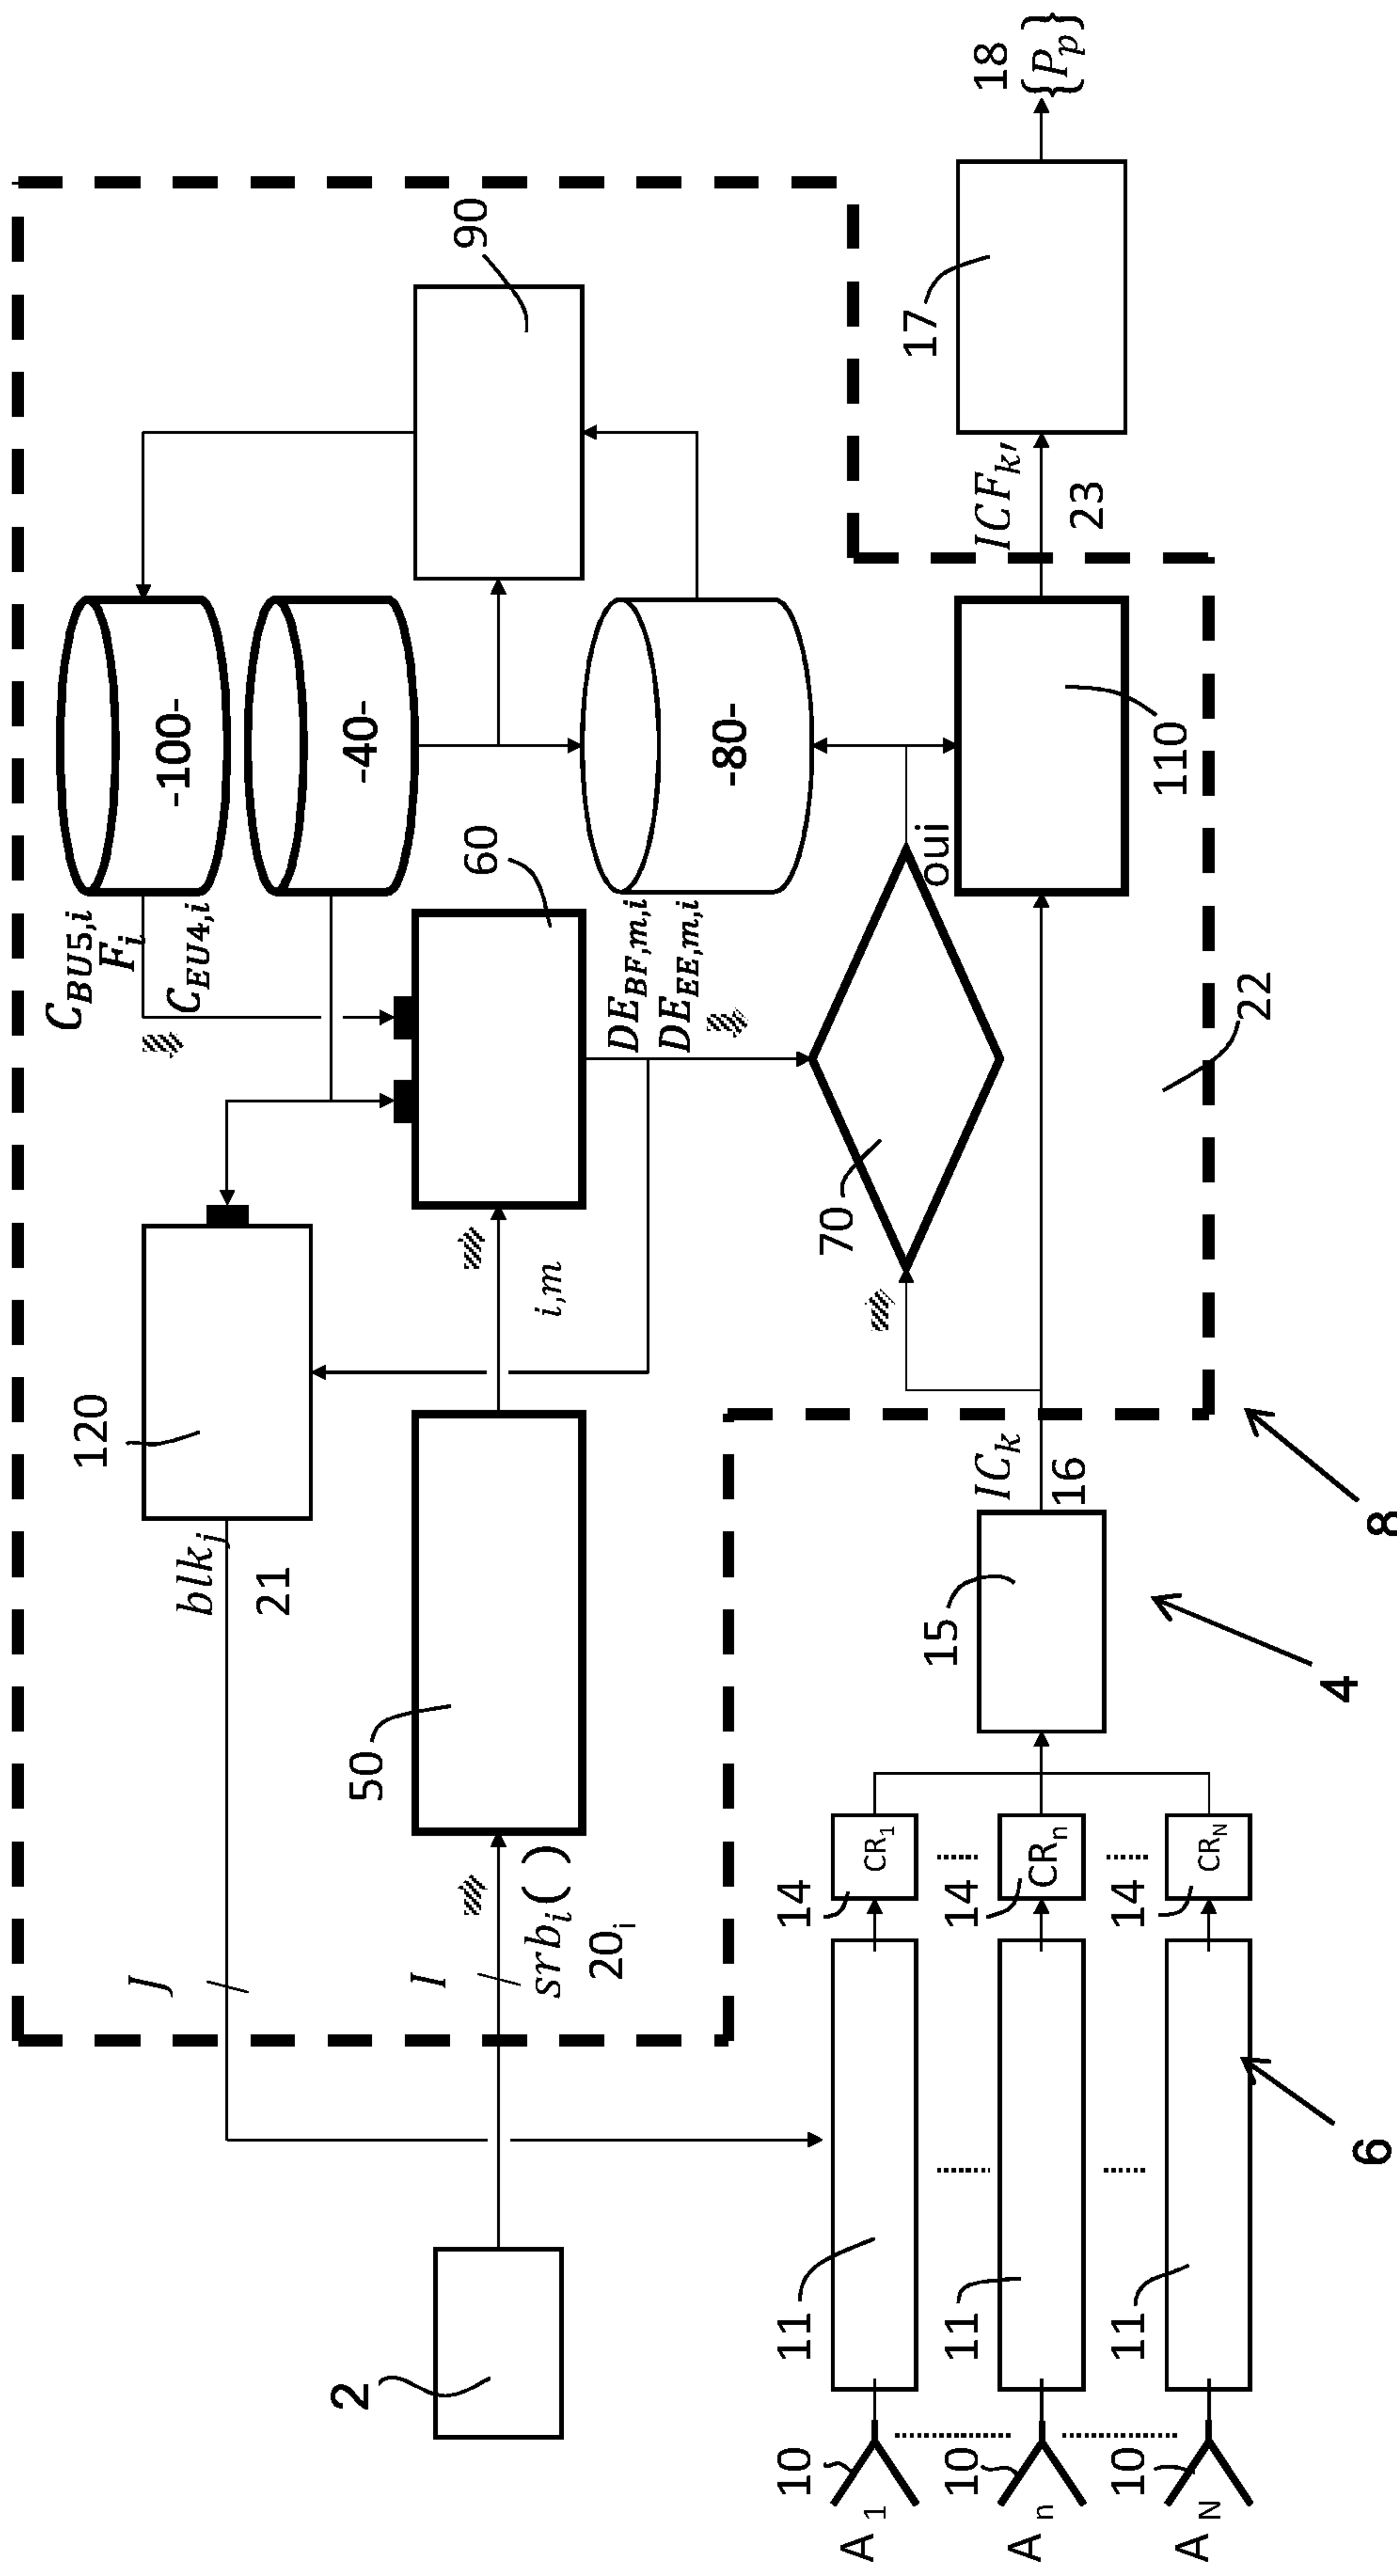 2
I
srb_i( )
20_i
50
J
blk_j
21
120
i,m
60
C_{BU5,i}
F_i
C_{EU4,i}
-100-
-40-
-80-
90
DE_{BF,m,i}
DE_{EE,m,i}
70
oui
110
22
A_1
10
11
14
CR_1
A_n
10
11
14
CR_n
A_N
10
11
14
CR_N
6
15
4
IC_k
16
8
ICF_{k'}
23
17
18
{P_p}